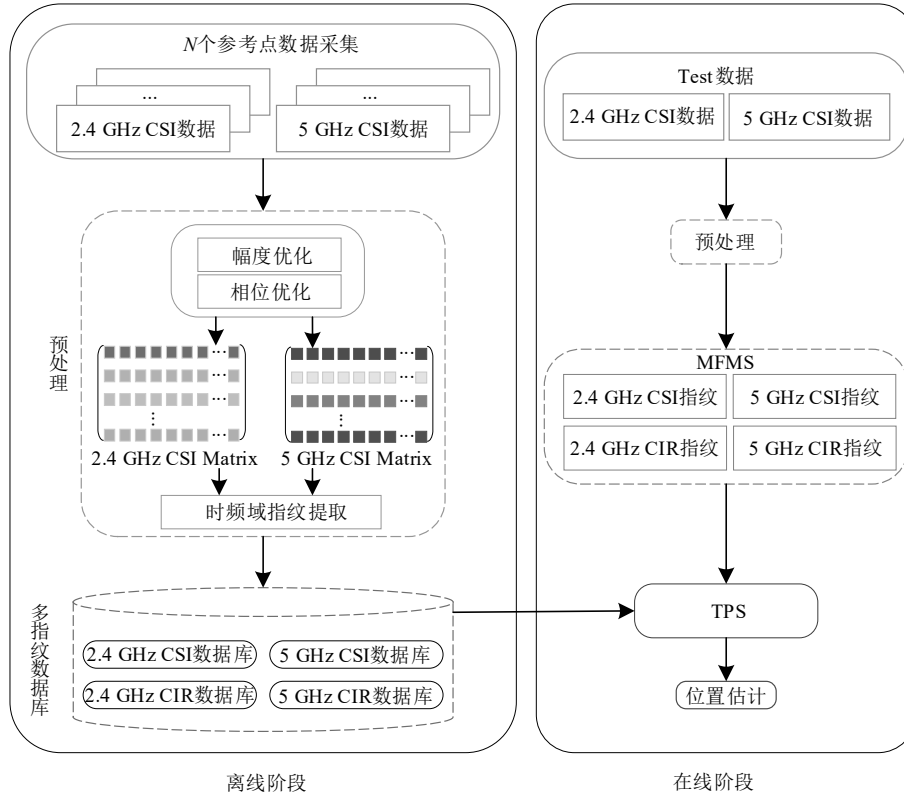 N个参考点数据采集
...
2.4 GHz CSI数据
...
5 GHz CSI数据
预处理
幅度优化
相位优化
2.4 GHz CSI Matrix
5 GHz CSI Matrix
时频域指纹提取
多指纹数据库
2.4 GHz CSI数据库
5 GHz CSI数据库
2.4 GHz CIR数据库
5 GHz CIR数据库
离线阶段
Test数据
2.4 GHz CSI数据
5 GHz CSI数据
预处理
MFMS
2.4 GHz CSI指纹
5 GHz CSI指纹
2.4 GHz CIR指纹
5 GHz CIR指纹
TPS
位置估计
在线阶段